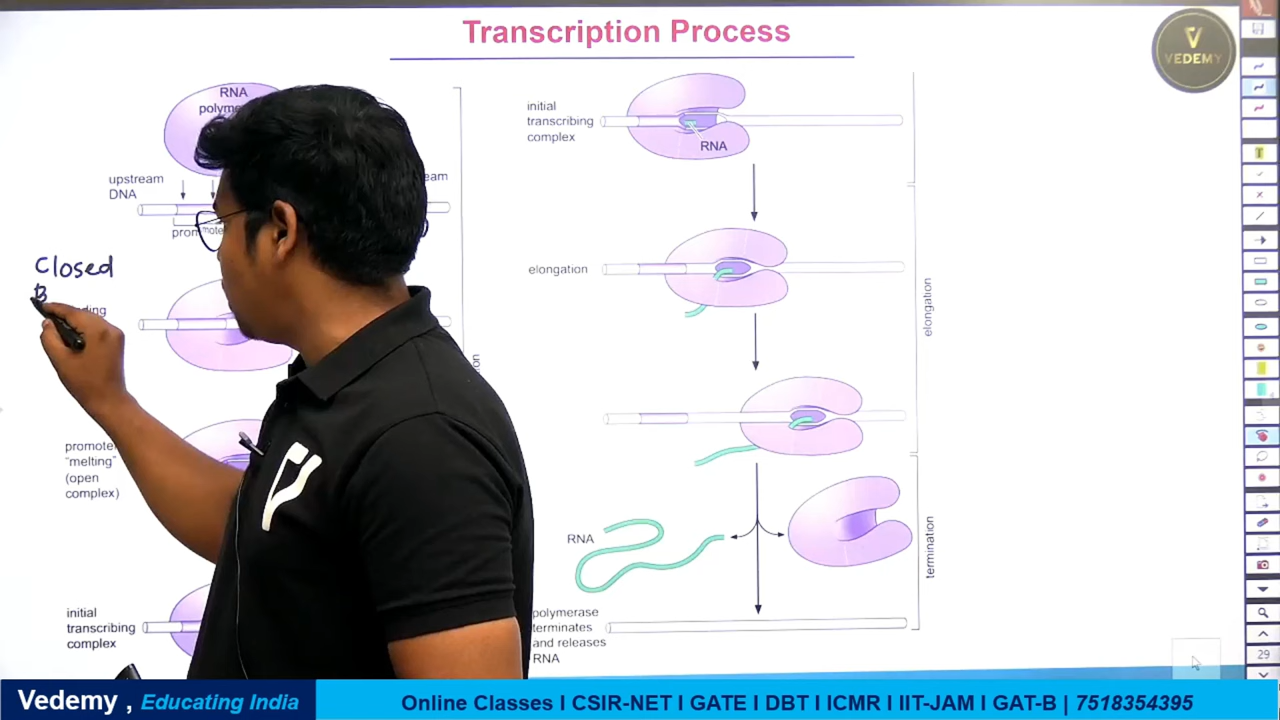 Transcription Process
VEDEMY
RNA
upstream
DNA
Closed
B
promoter
"melting"
(open
complex)
initial
transcribing
complex
initial
transcribing
complex
RNA
elongation
elongation
RNA
termination
polymerase
terminates
and releases
RNA
29
Vedemy , Educating India
Online Classes I CSIR-NET I GATE I DBT I ICMR I IIT-JAM I GAT-B | 7518354395